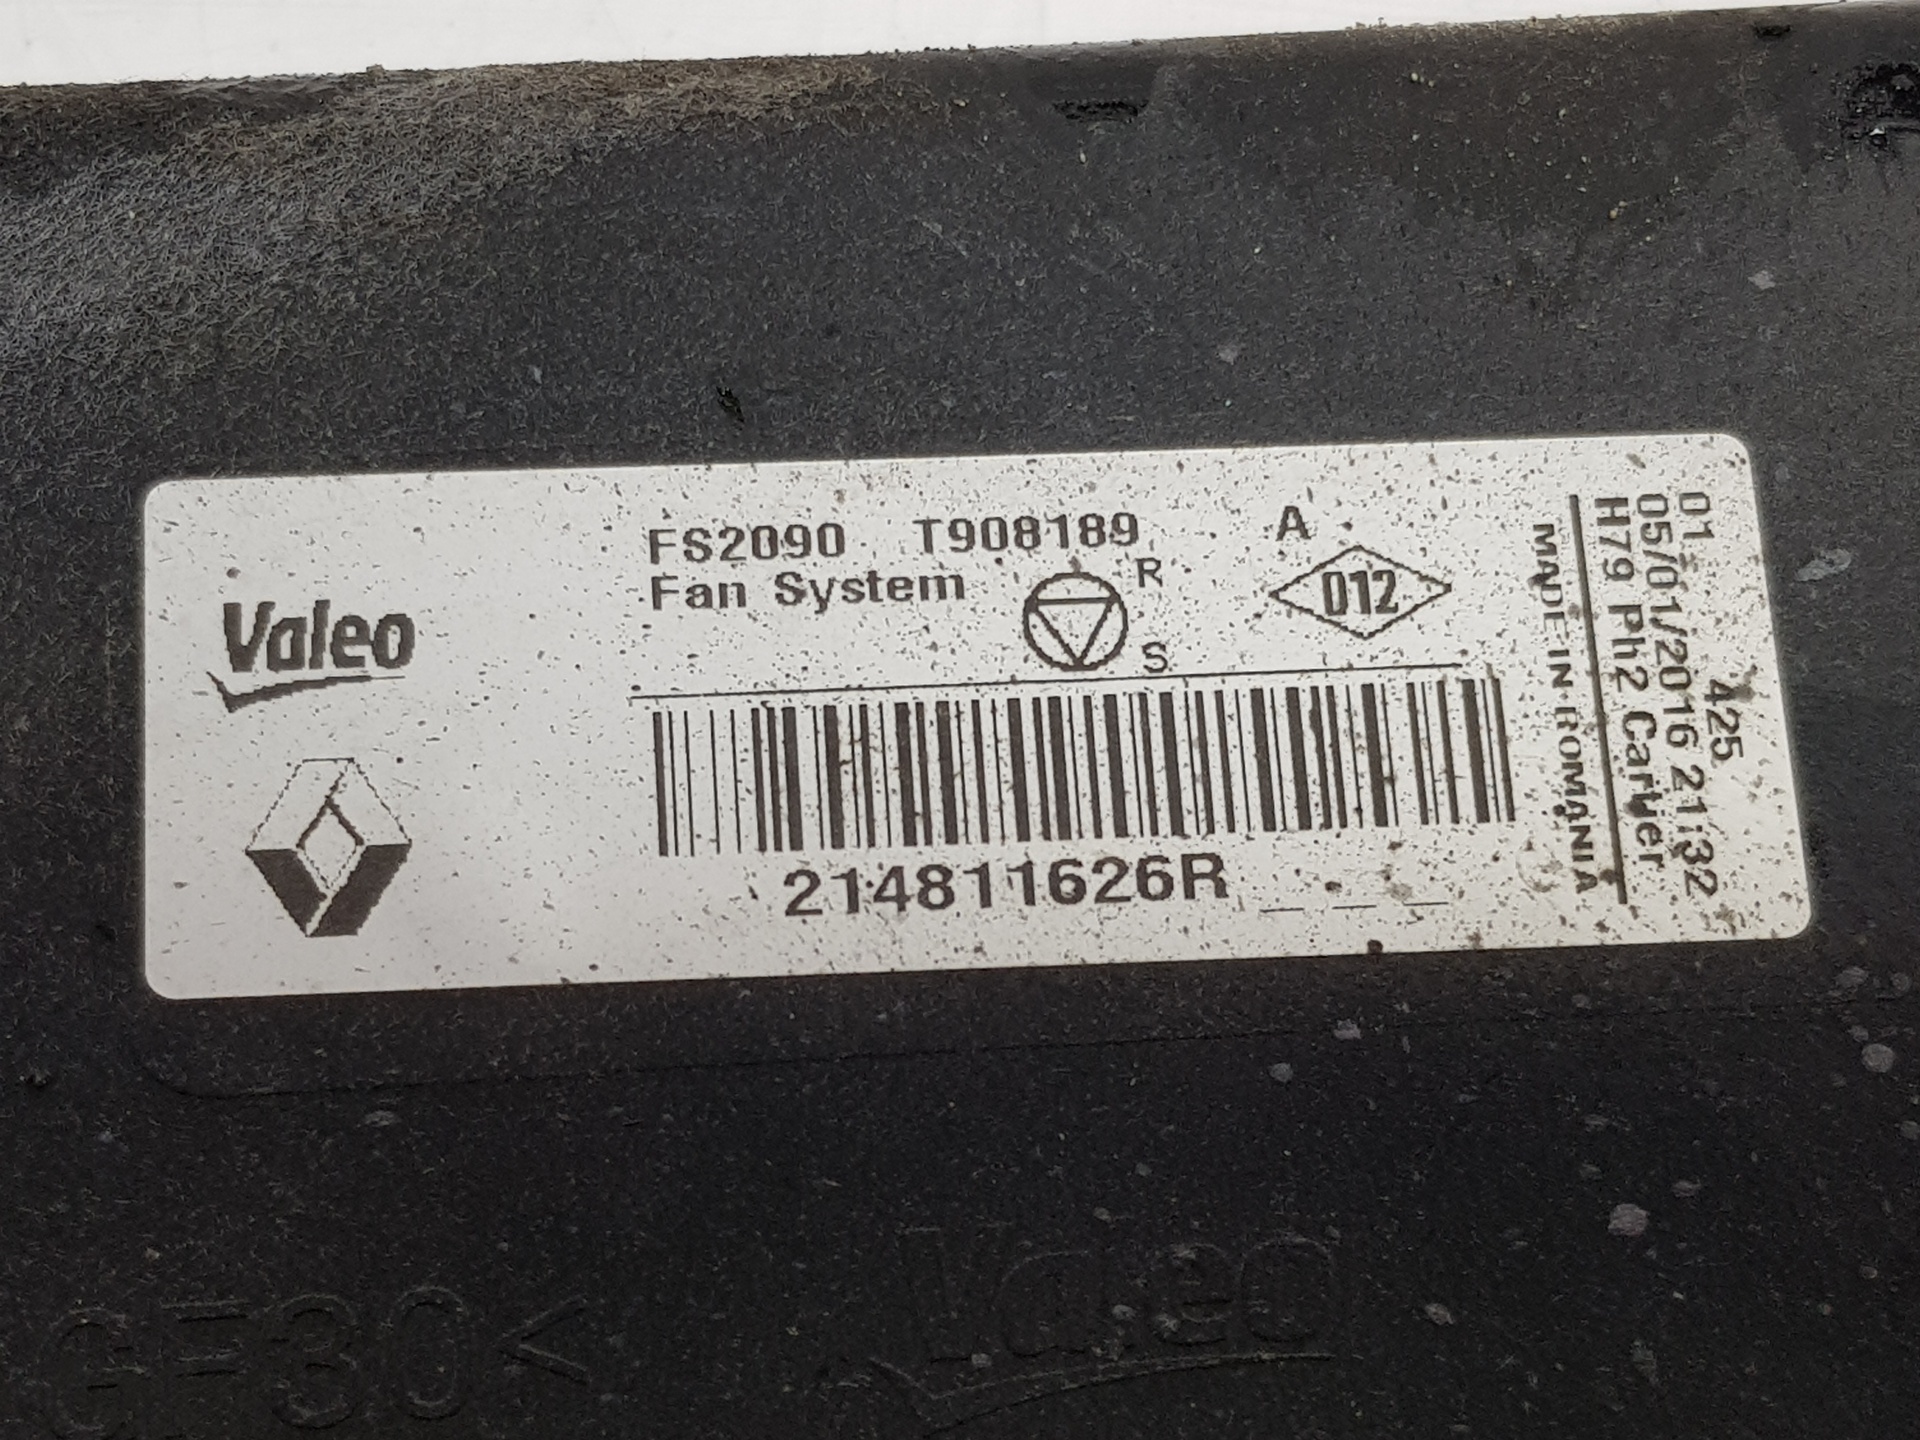 Valeo
FS2090 T908189 A
Fan System R 012
S
214811626R
01 425
05/01/2016 21:32
H79 Ph2 Cartier
MADE IN ROMANIA
Valeo